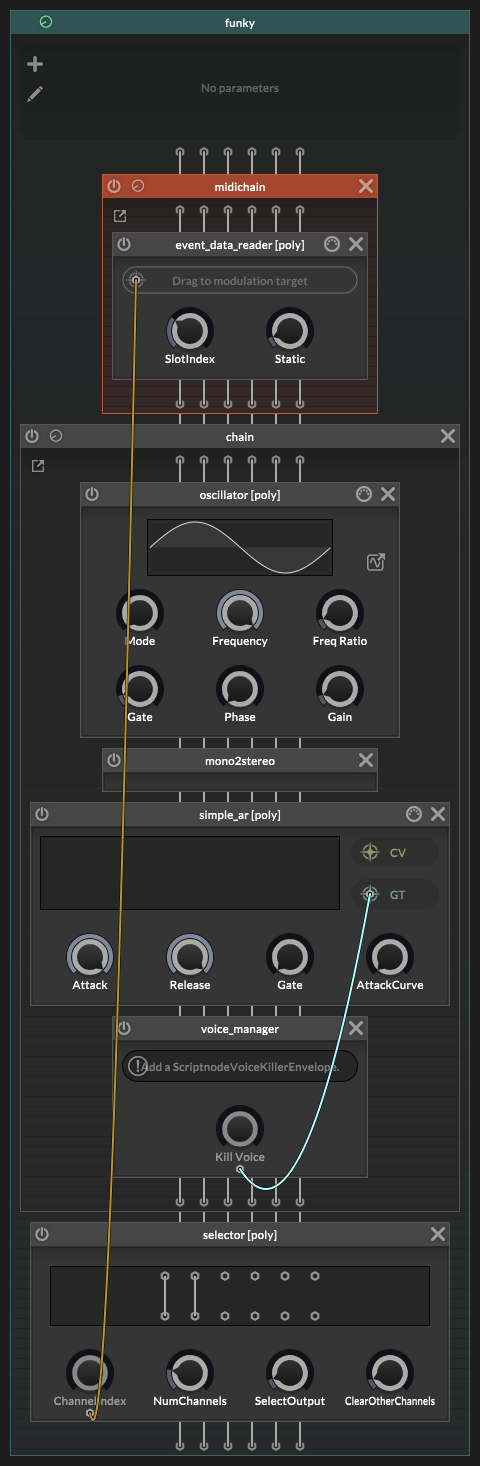 funky
No parameters
midichain
event_data_reader [poly]
Drag to modulation target
SlotIndex
Static
chain
oscillator [poly]
Mode
Frequency
Freq Ratio
Gate
Phase
Gain
mono2stereo
simple_ar [poly]
CV
GT
Attack
Release
Gate
AttackCurve
voice_manager
Add a ScriptnodeVoiceKillerEnvelope.
Kill Voice
selector [poly]
ChannelIndex
NumChannels
SelectOutput
ClearOtherChannels